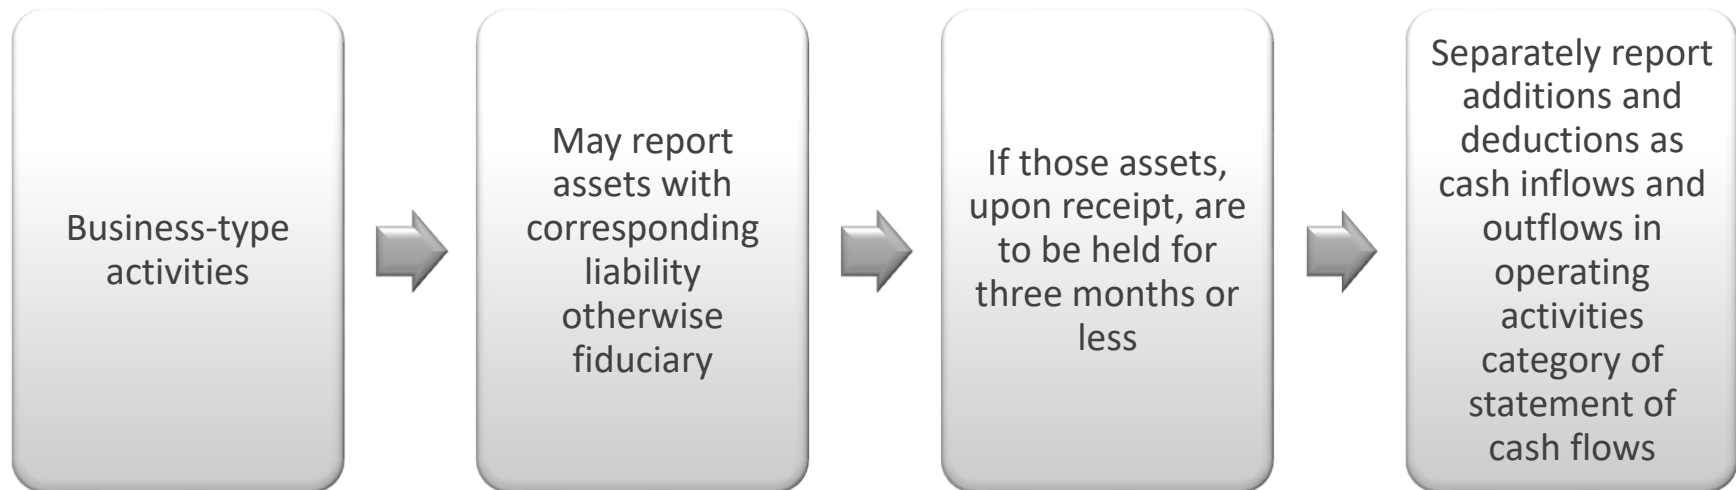 Business-type
activities
May report
assets with
corresponding
liability
otherwise
fiduciary
If those assets,
upon receipt, are
to be held for
three months or
less
Separately report
additions and
deductions as
cash inflows and
outflows in
operating
activities
category of
statement of
cash flows